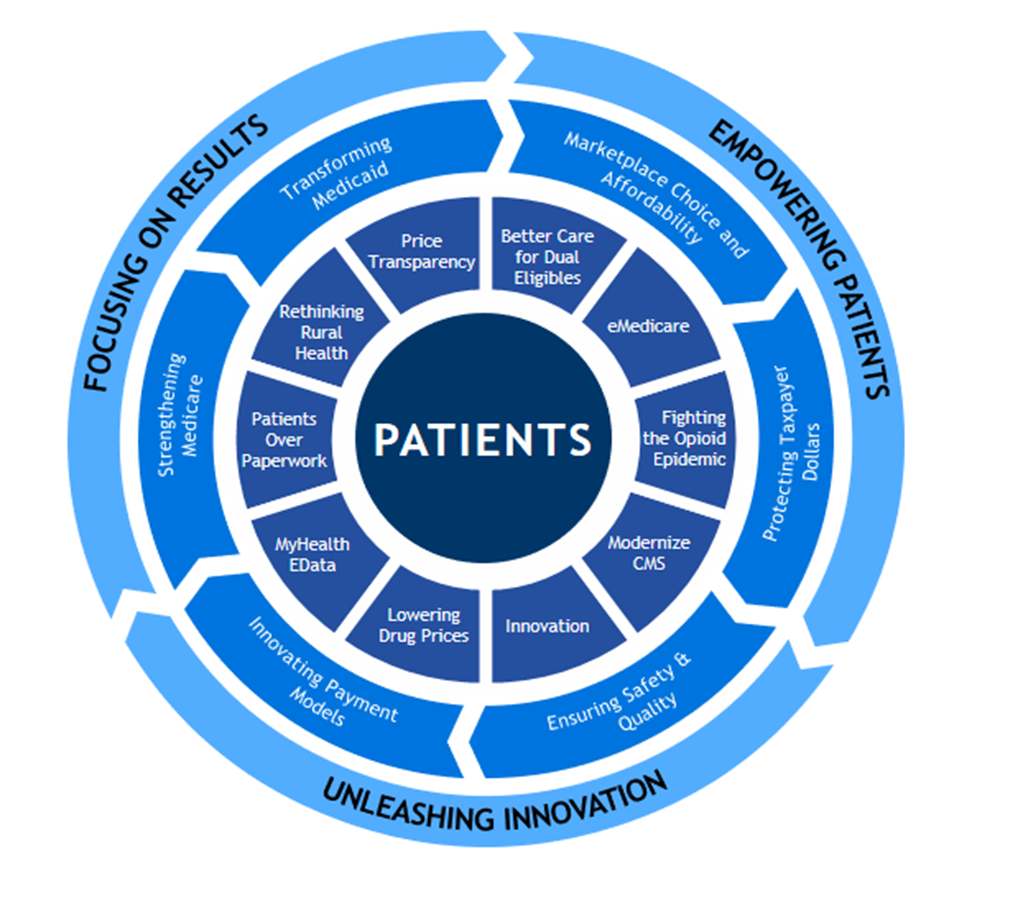 FOCUSING ON RESULTS
EMPOWERING PATIENTS
UNLEASHING INNOVATION
Transforming
Medicaid
Marketplace Choice and
Affordability
Protecting Taxpayer
Dollars
Ensuring Safety &
Quality
Innovating Payment
Models
Strengthening
Medicare
Price
Transparency
Better Care
for Dual
Eligibles
eMedicare
Fighting
the Opioid
Epidemic
Modernize
CMS
Innovation
Lowering
Drug Prices
MyHealth
EData
Patients
Over
Paperwork
Rethinking
Rural
Health
PATIENTS